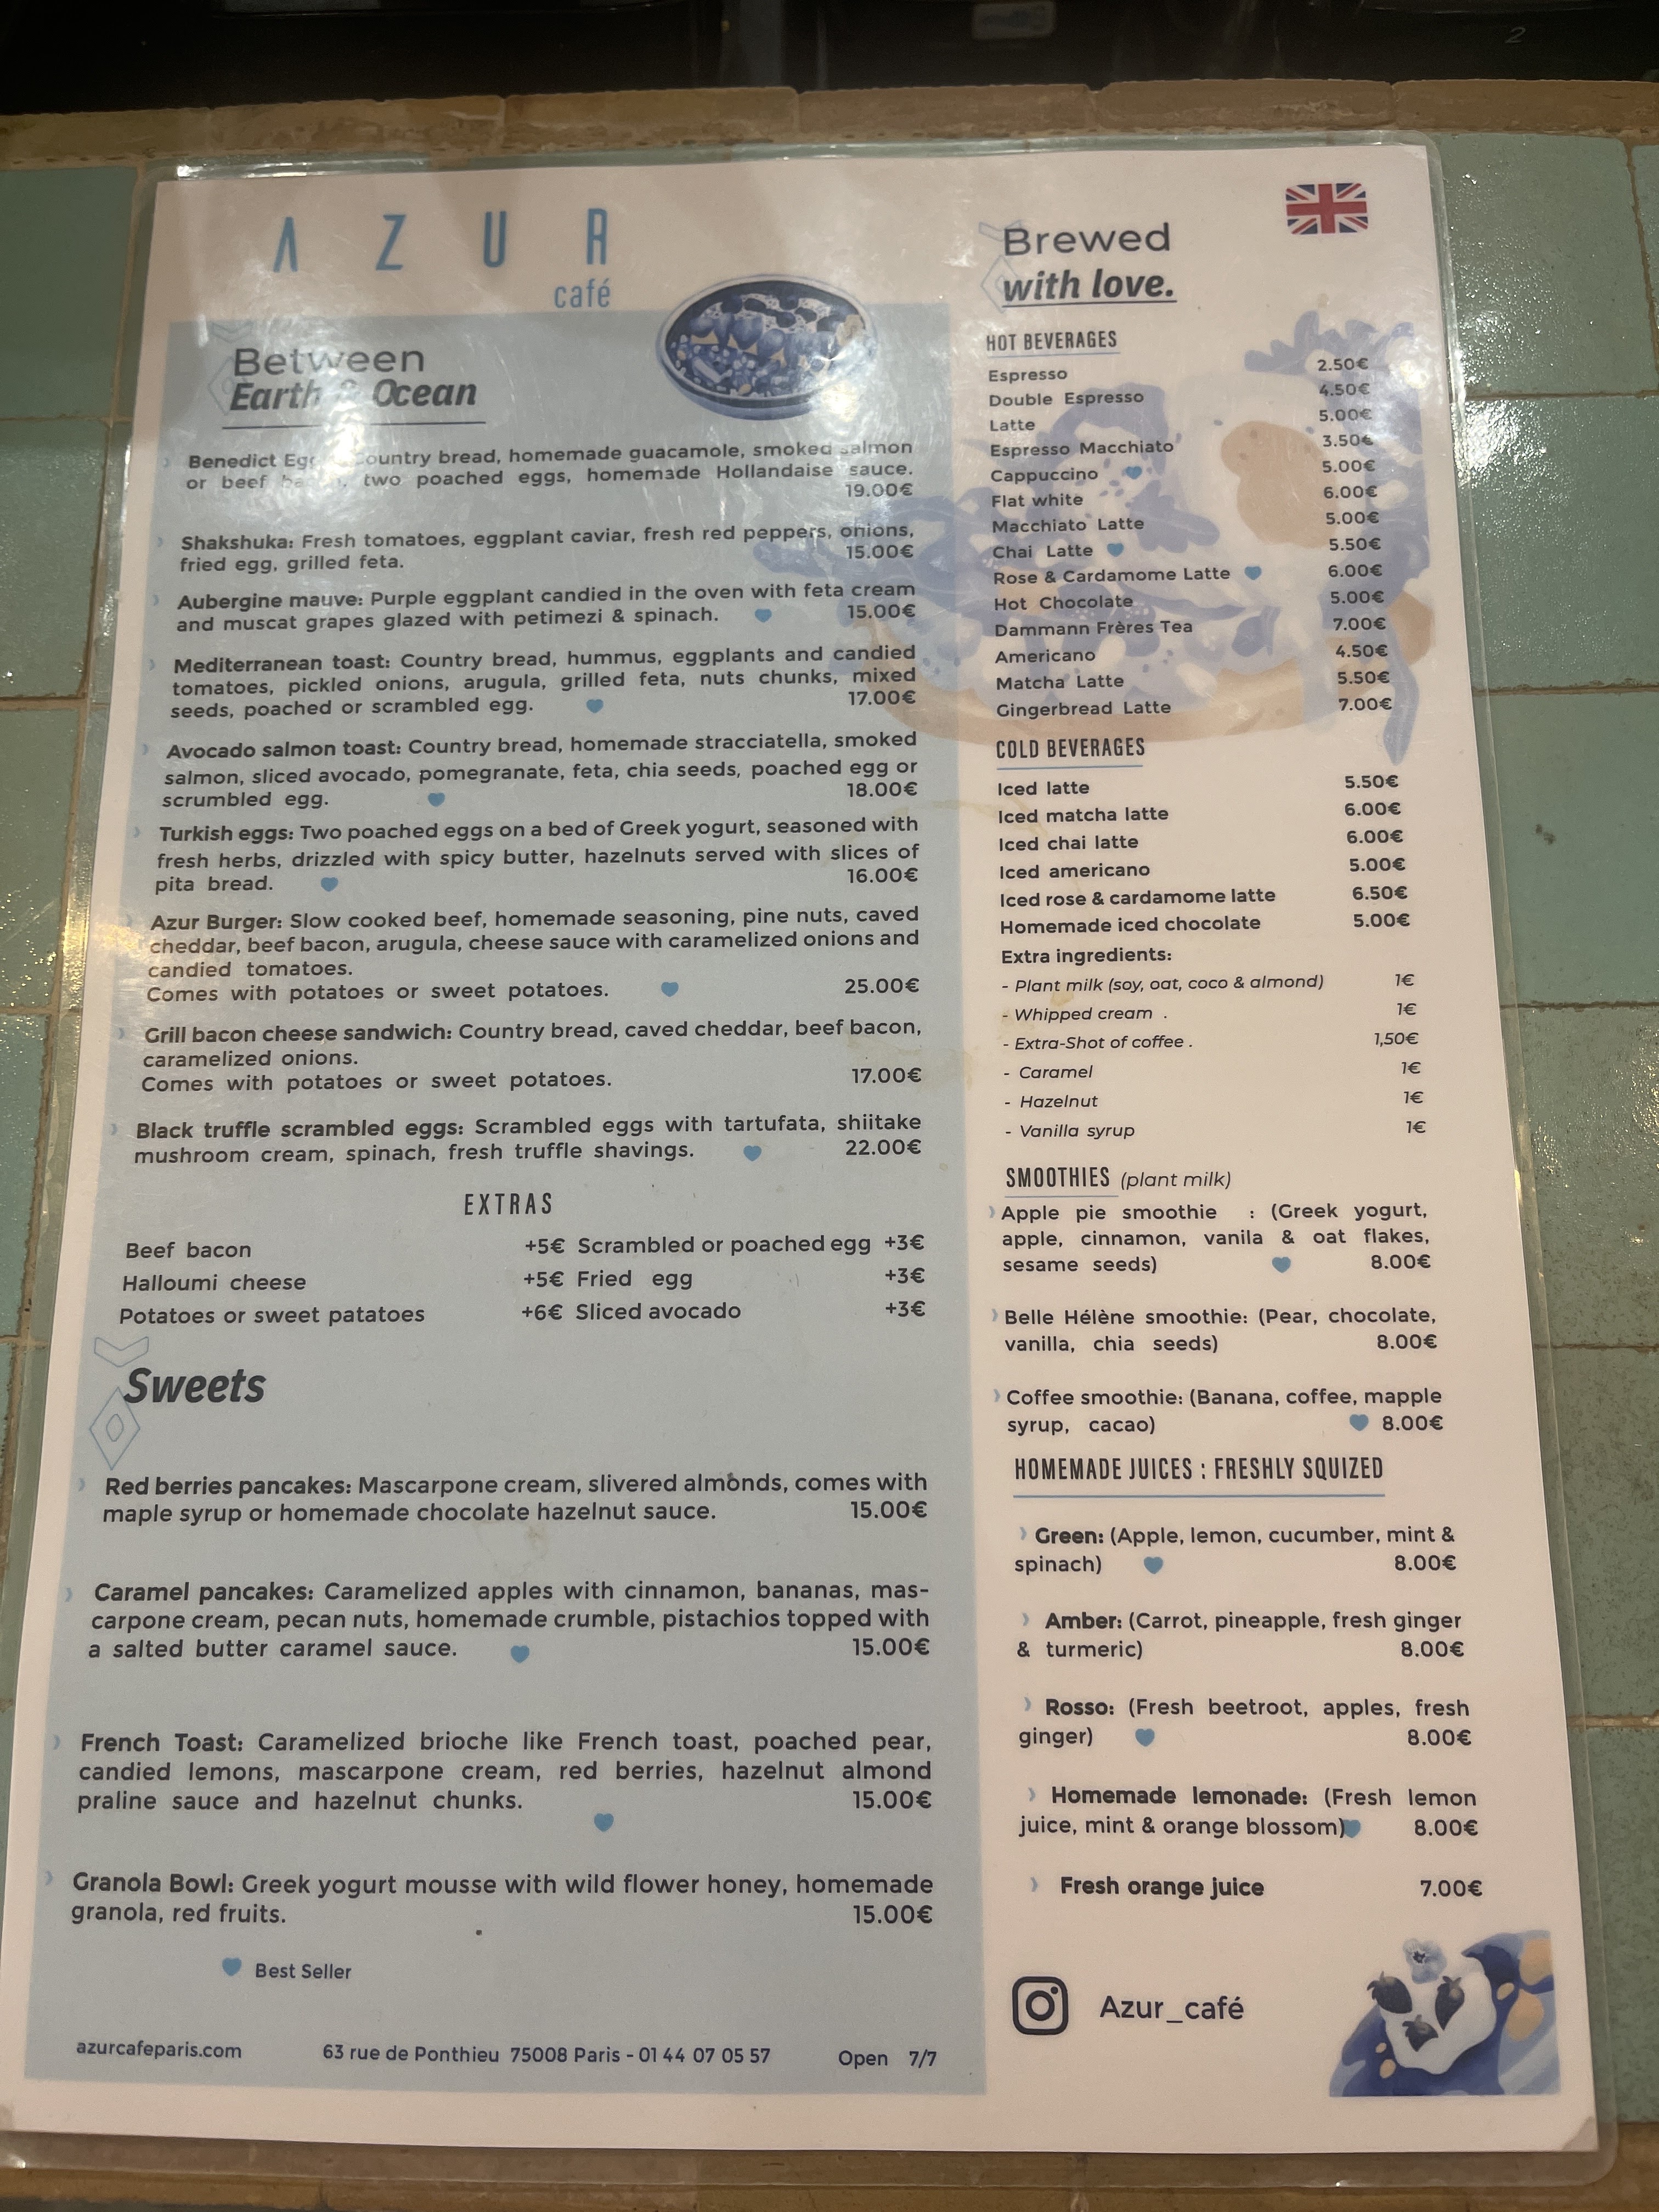 AZUR
café
Between
Earth & Ocean
Benedict Country bread, homemade guacamole, smoked salmon
or beef two poached eggs, homemade Hollandaise sauce.
19.00€
Shakshuka: Fresh tomatoes, eggplant caviar, fresh red peppers, onions,
fried egg, grilled feta. 15.00€
Aubergine mauve: Purple eggplant candied in the oven with feta cream
and muscat grapes glazed with petimezi & spinach. 15.00€
Mediterranean toast: Country bread, hummus, eggplants and candied
tomatoes, pickled onions, arugula, grilled feta, nuts chunks, mixed
seeds, poached or scrambled egg. 17.00€
Avocado salmon toast: Country bread, homemade stracciatella, smoked
salmon, sliced avocado, pomegranate, feta, chia seeds, poached egg or
scrumbled egg. 18.00€
Turkish eggs: Two poached eggs on a bed of Greek yogurt, seasoned with
fresh herbs, drizzled with spicy butter, hazelnuts served with slices of
pita bread. 16.00€
Azur Burger: Slow cooked beef, homemade seasoning, pine nuts, caved
cheddar, beef bacon, arugula, cheese sauce with caramelized onions and
candied tomatoes.
Comes with potatoes or sweet potatoes. 25.00€
Grill bacon cheese sandwich: Country bread, caved cheddar, beef bacon,
caramelized onions.
Comes with potatoes or sweet potatoes. 17.00€
Black truffle scrambled eggs: Scrambled eggs with tartufata, shiitake
mushroom cream, spinach, fresh truffle shavings. 22.00€
EXTRAS
Beef bacon +5€ Scrambled or poached egg +3€
Halloumi cheese +5€ Fried egg +3€
Potatoes or sweet patatoes +6€ Sliced avocado +3€
Sweets
Red berries pancakes: Mascarpone cream, slivered almonds, comes with
maple syrup or homemade chocolate hazelnut sauce. 15.00€
Caramel pancakes: Caramelized apples with cinnamon, bananas, mas-
carpone cream, pecan nuts, homemade crumble, pistachios topped with
a salted butter caramel sauce. 15.00€
French Toast: Caramelized brioche like French toast, poached pear,
candied lemons, mascarpone cream, red berries, hazelnut almond
praline sauce and hazelnut chunks. 15.00€
Granola Bowl: Greek yogurt mousse with wild flower honey, homemade
granola, red fruits. 15.00€
Best Seller
azurcafeparis.com 63 rue de Ponthieu 75008 Paris - 01 44 07 05 57 Open 7/7
Brewed
with love.
HOT BEVERAGES
Espresso 2.50€
Double Espresso 4.50€
Latte 5.00€
Espresso Macchiato 3.50€
Cappuccino 5.00€
Flat white 6.00€
Macchiato Latte 5.00€
Chai Latte 5.50€
Rose & Cardamome Latte 6.00€
Hot Chocolate 5.00€
Dammann Frères Tea 7.00€
Americano 4.50€
Matcha Latte 5.50€
Gingerbread Latte 7.00€
COLD BEVERAGES
Iced latte 5.50€
Iced matcha latte 6.00€
Iced chai latte 6.00€
Iced americano 5.00€
Iced rose & cardamome latte 6.50€
Homemade iced chocolate 5.00€
Extra ingredients:
- Plant milk (soy, oat, coco & almond) 1€
- Whipped cream . 1€
- Extra-Shot of coffee . 1,50€
- Caramel 1€
- Hazelnut 1€
- Vanilla syrup 1€
SMOOTHIES (plant milk)
Apple pie smoothie : (Greek yogurt,
apple, cinnamon, vanila & oat flakes,
sesame seeds) 8.00€
Belle Hélène smoothie: (Pear, chocolate,
vanilla, chia seeds) 8.00€
Coffee smoothie: (Banana, coffee, mapple
syrup, cacao) 8.00€
HOMEMADE JUICES : FRESHLY SQUIZED
Green: (Apple, lemon, cucumber, mint &
spinach) 8.00€
Amber: (Carrot, pineapple, fresh ginger
& turmeric) 8.00€
Rosso: (Fresh beetroot, apples, fresh
ginger) 8.00€
Homemade lemonade: (Fresh lemon
juice, mint & orange blossom) 8.00€
Fresh orange juice 7.00€
Azur_café